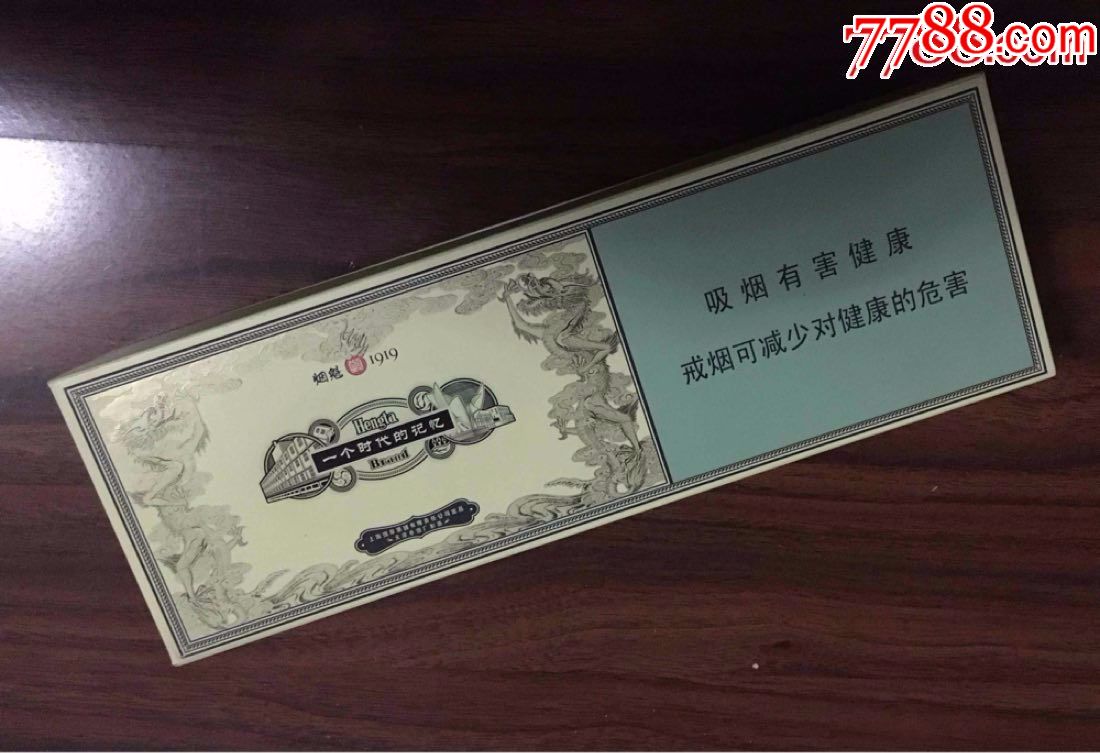 7788.com
烟魁 1919
Hengta
一个时代的记忆
Brand
吸烟有害健康
戒烟可减少对健康的危害